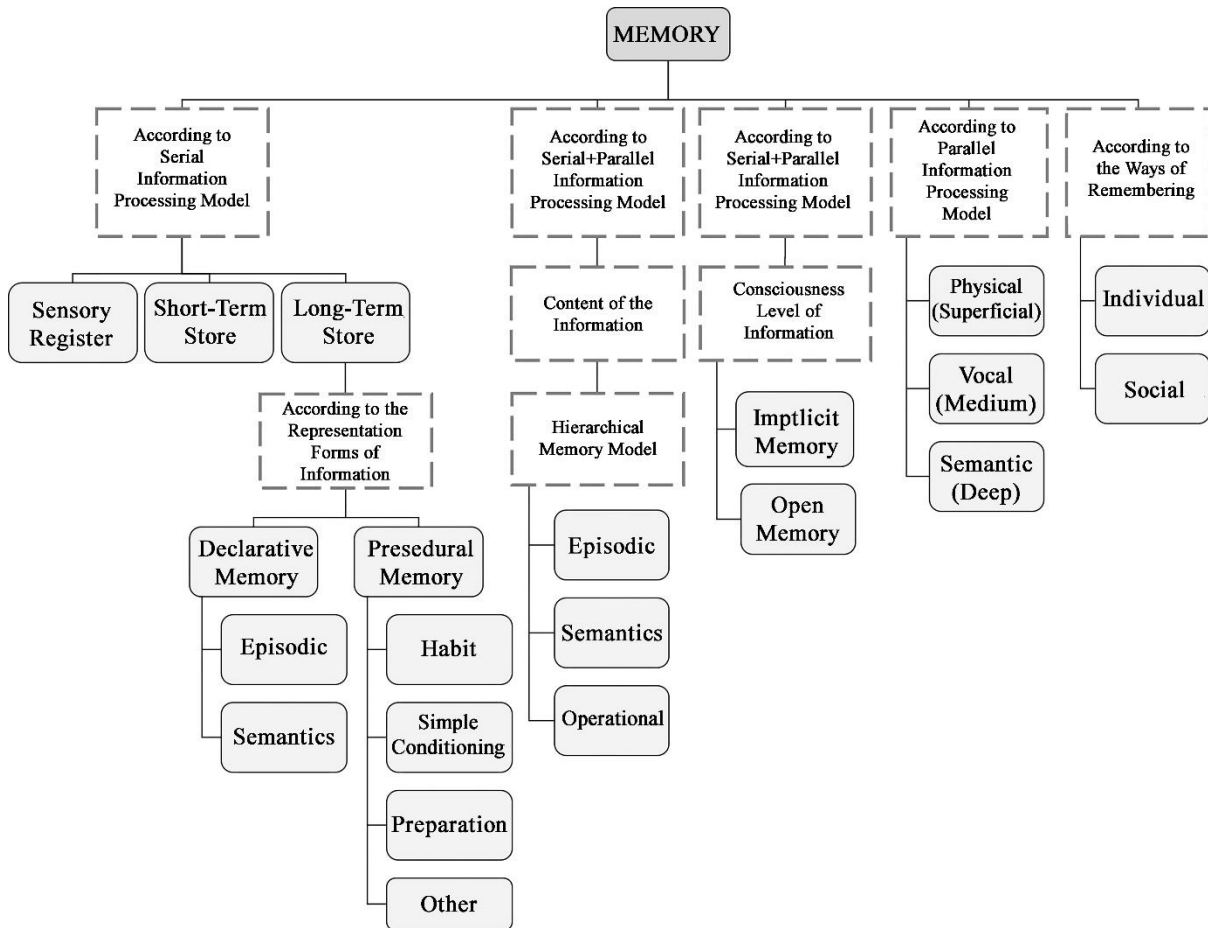 MEMORY
According to
Serial
Information
Processing Model
According to
Serial+Parallel
Information
Processing Model
According to
Serial+Parallel
Information
Processing Model
According to
Parallel
Information
Processing
Model
According to
the Ways of
Remembering
Sensory
Register
Short-Term
Store
Long-Term
Store
Content of the
Information
Consciousness
Level of
Information
Physical
(Superficial)
Individual
Vocal
(Medium)
Social
According to the
Representation
Forms of
Information
Hierarchical
Memory Model
Imptlicit
Memory
Semantic
(Deep)
Open
Memory
Declarative
Memory
Presedural
Memory
Episodic
Episodic
Habit
Semantics
Semantics
Simple
Conditioning
Operational
Preparation
Other